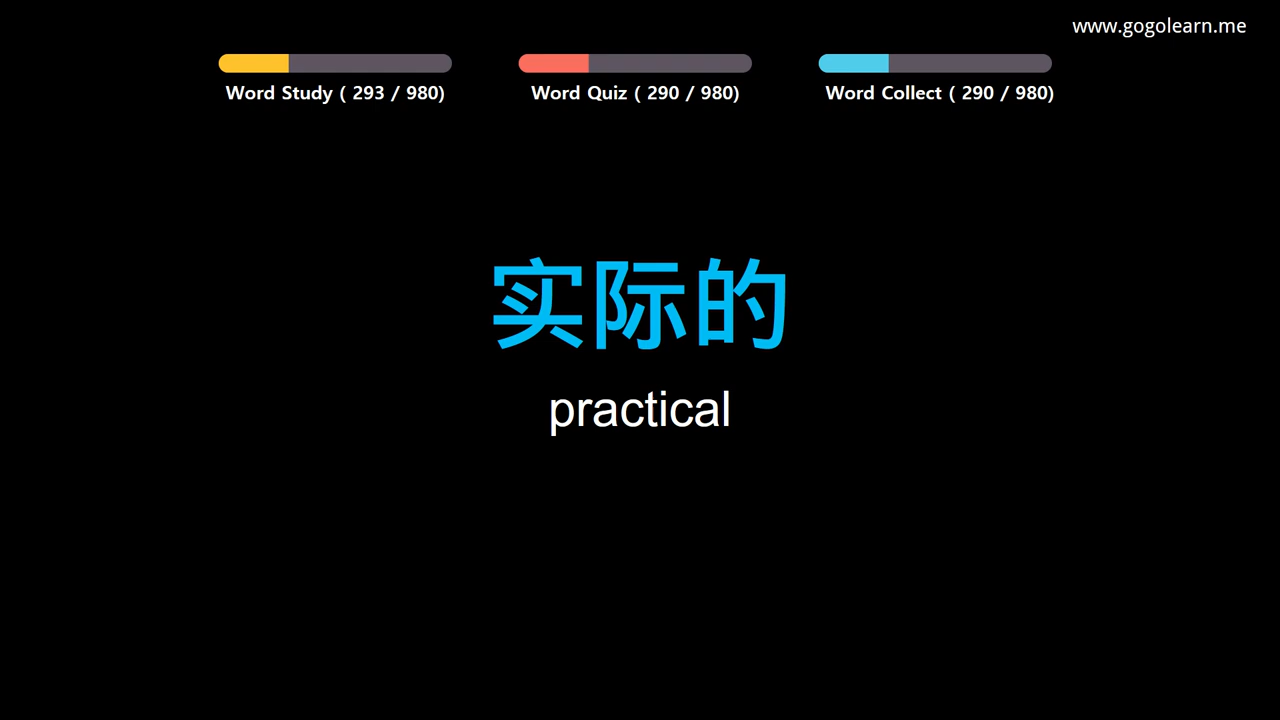 www.gogolearn.me
Word Study ( 293 / 980)
Word Quiz ( 290 / 980)
Word Collect ( 290 / 980)
实际的
practical